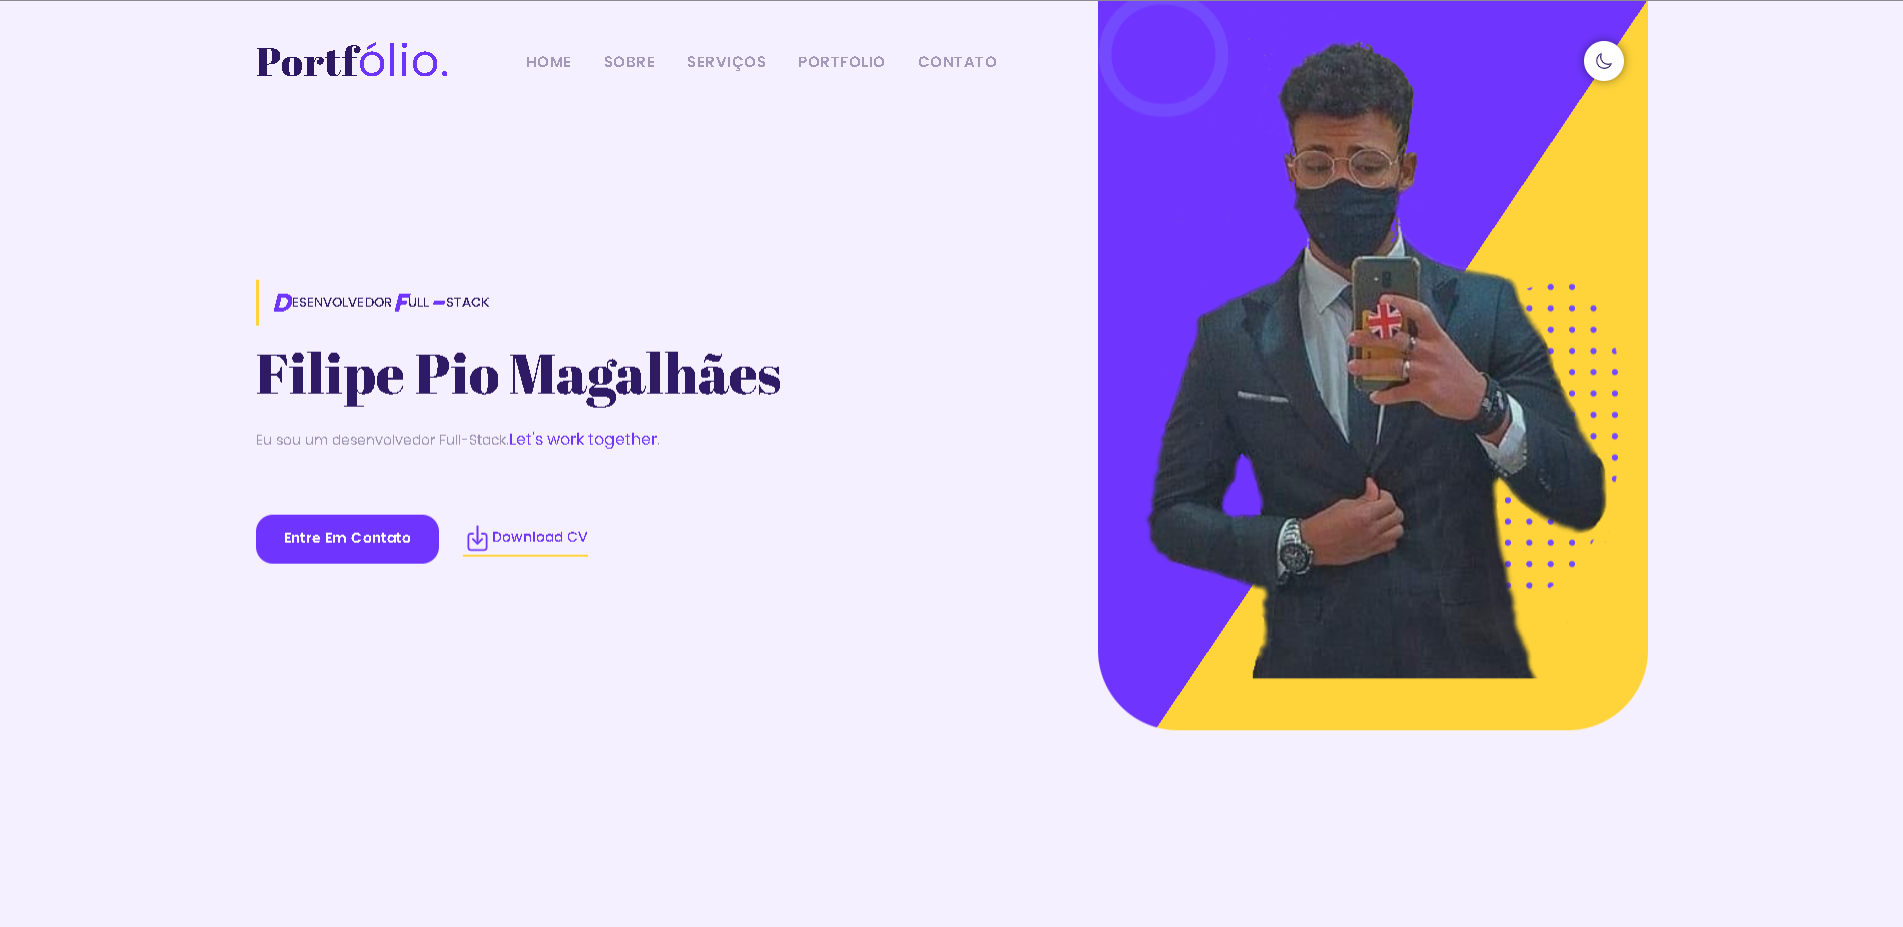 Portfólio.
HOME SOBRE SERVIÇOS PORTFOLIO CONTATO
DESENVOLVEDOR FULL -STACK
Filipe Pio Magalhães
Eu sou um desenvolvedor Full-Stack.Let's work together.
Entre Em Contato Download CV